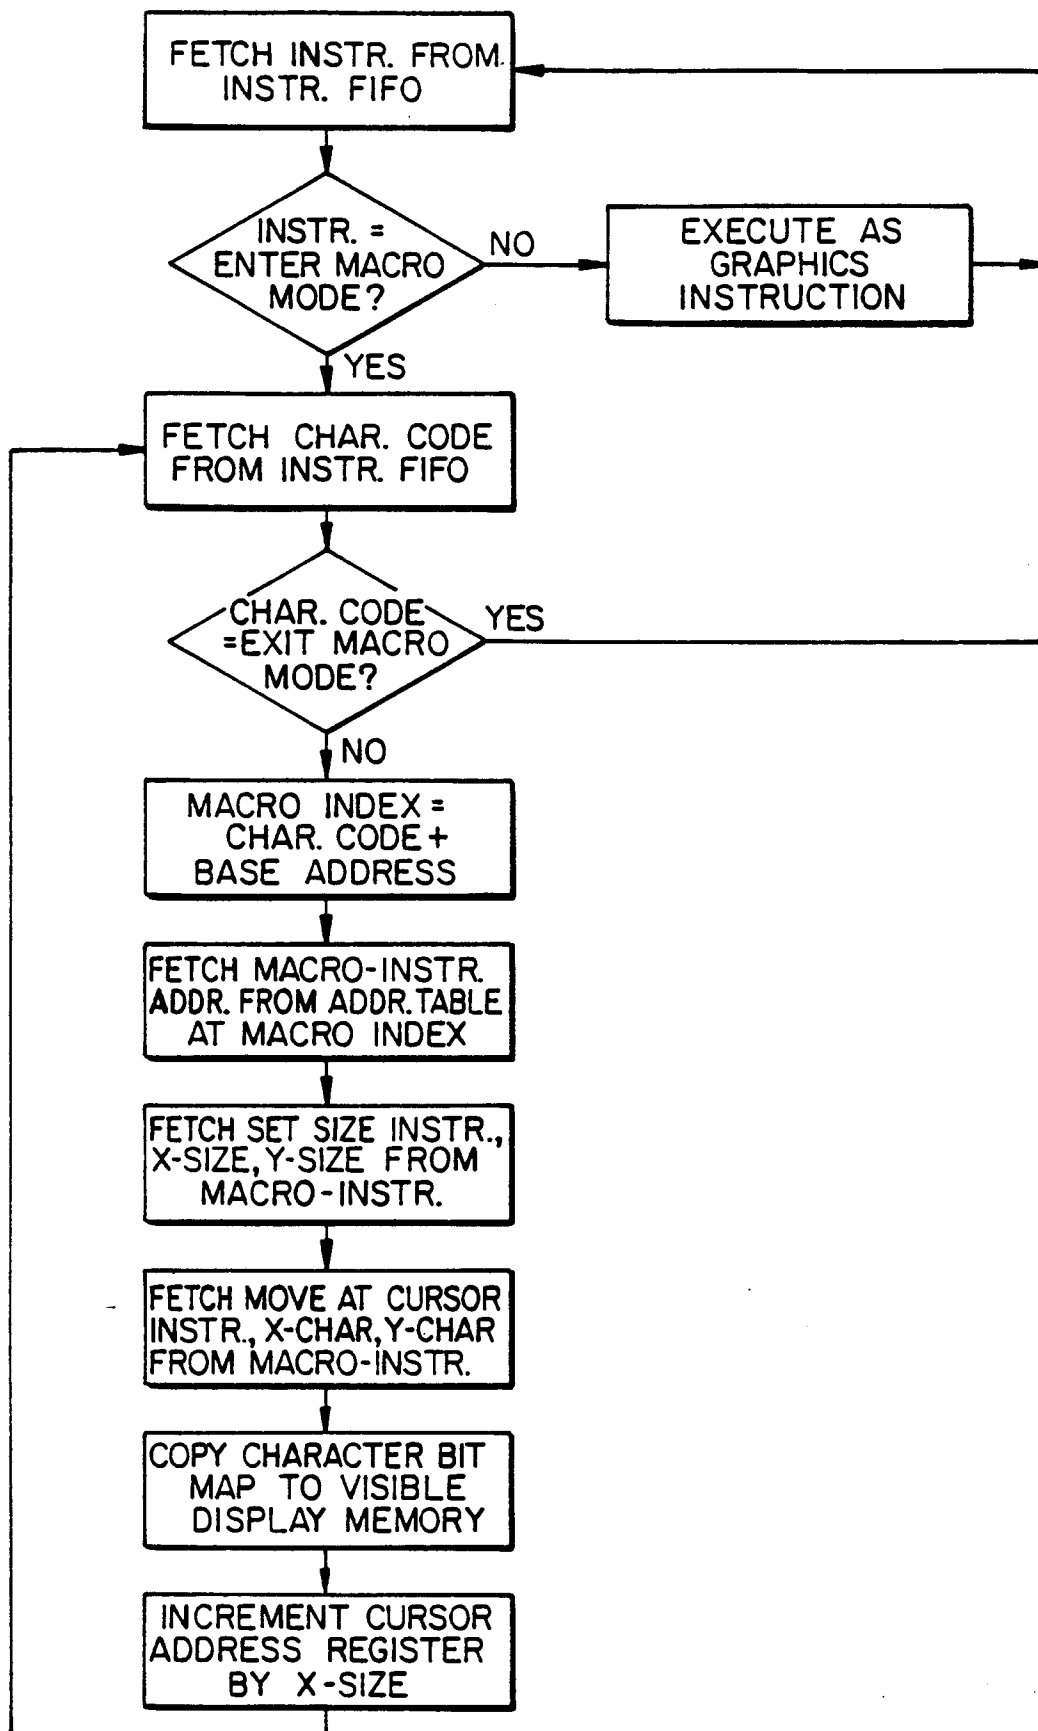 FETCH INSTR. FROM
INSTR. FIFO
INSTR. =
ENTER MACRO
MODE?
NO
EXECUTE AS
GRAPHICS
INSTRUCTION
YES
FETCH CHAR. CODE
FROM INSTR. FIFO
CHAR. CODE
=EXIT MACRO
MODE?
YES
NO
MACRO INDEX =
CHAR. CODE +
BASE ADDRESS
FETCH MACRO-INSTR.
ADDR. FROM ADDR. TABLE
AT MACRO INDEX
FETCH SET SIZE INSTR.,
X-SIZE, Y-SIZE FROM
MACRO-INSTR.
FETCH MOVE AT CURSOR
INSTR., X-CHAR, Y-CHAR
FROM MACRO-INSTR.
COPY CHARACTER BIT
MAP TO VISIBLE
DISPLAY MEMORY
INCREMENT CURSOR
ADDRESS REGISTER
BY X-SIZE